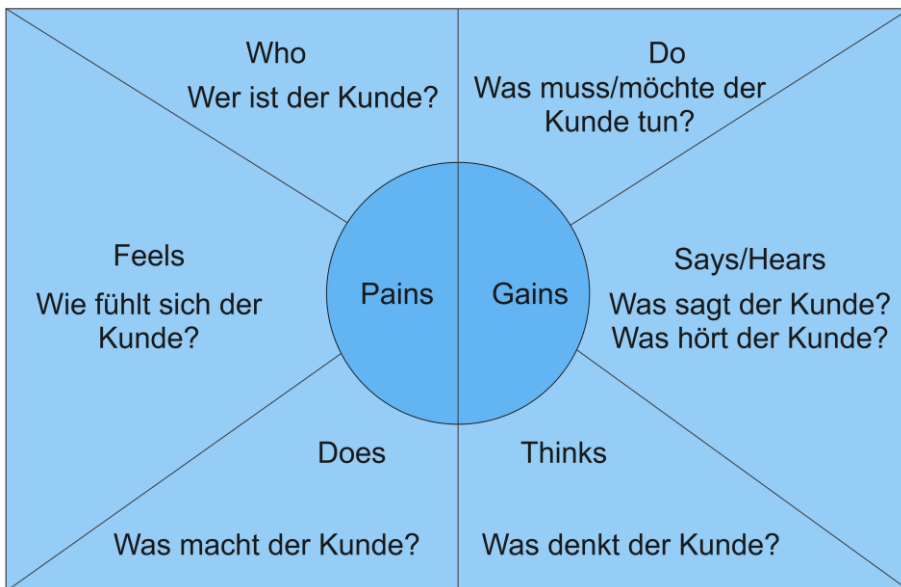 Who
Wer ist der Kunde?
Do
Was muss/möchte der
Kunde tun?
Feels
Wie fühlt sich der
Kunde?
Pains
Gains
Says/Hears
Was sagt der Kunde?
Was hört der Kunde?
Does
Was macht der Kunde?
Thinks
Was denkt der Kunde?